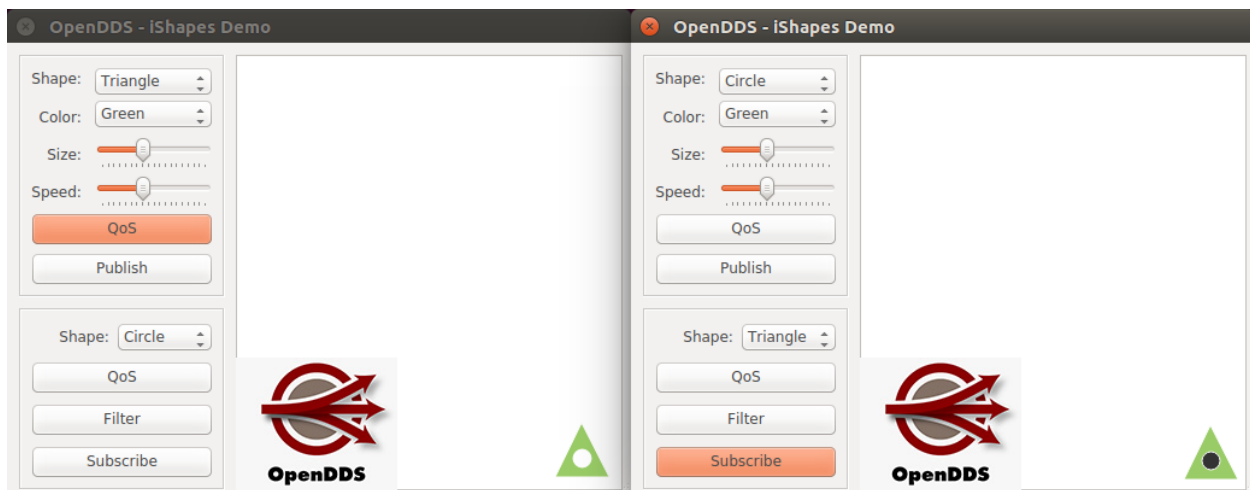 OpenDDS - iShapes Demo
Shape: Triangle
Color: Green
Size:
Speed:
QoS
Publish
Shape: Circle
QoS
Filter
Subscribe
OpenDDS
OpenDDS - iShapes Demo
Shape: Circle
Color: Green
Size:
Speed:
QoS
Publish
Shape: Triangle
QoS
Filter
Subscribe
OpenDDS